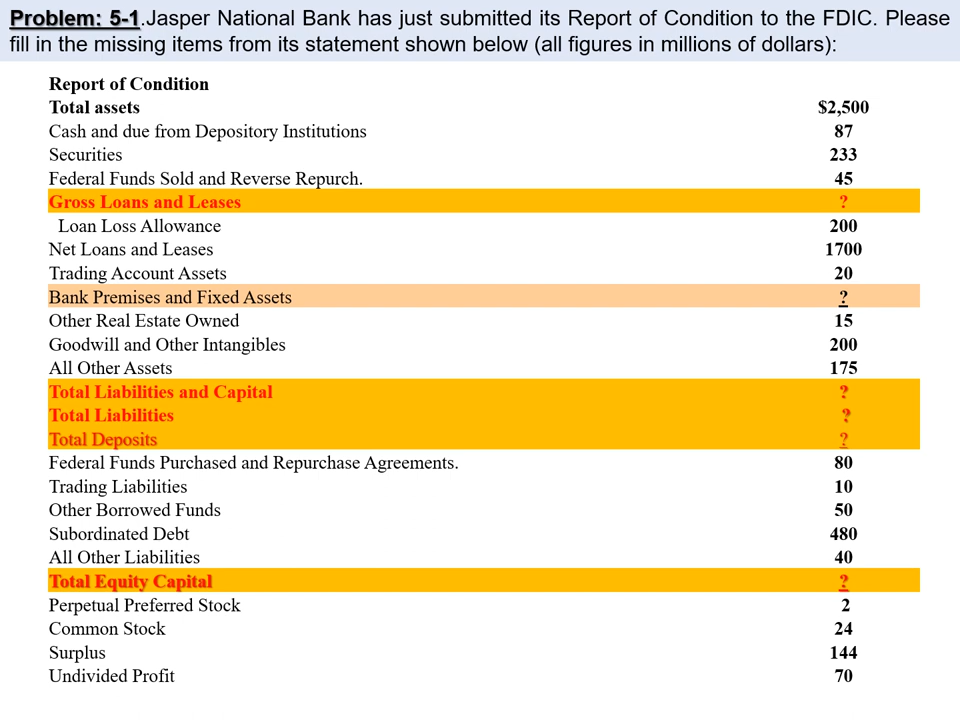 Problem: 5-1.Jasper National Bank has just submitted its Report of Condition to the FDIC. Please
fill in the missing items from its statement shown below (all figures in millions of dollars):
Report of Condition
Total assets $2,500
Cash and due from Depository Institutions 87
Securities 233
Federal Funds Sold and Reverse Repurch. 45
Gross Loans and Leases ?
Loan Loss Allowance 200
Net Loans and Leases 1700
Trading Account Assets 20
Bank Premises and Fixed Assets ?
Other Real Estate Owned 15
Goodwill and Other Intangibles 200
All Other Assets 175
Total Liabilities and Capital ?
Total Liabilities ?
Total Deposits ?
Federal Funds Purchased and Repurchase Agreements. 80
Trading Liabilities 10
Other Borrowed Funds 50
Subordinated Debt 480
All Other Liabilities 40
Total Equity Capital ?
Perpetual Preferred Stock 2
Common Stock 24
Surplus 144
Undivided Profit 70